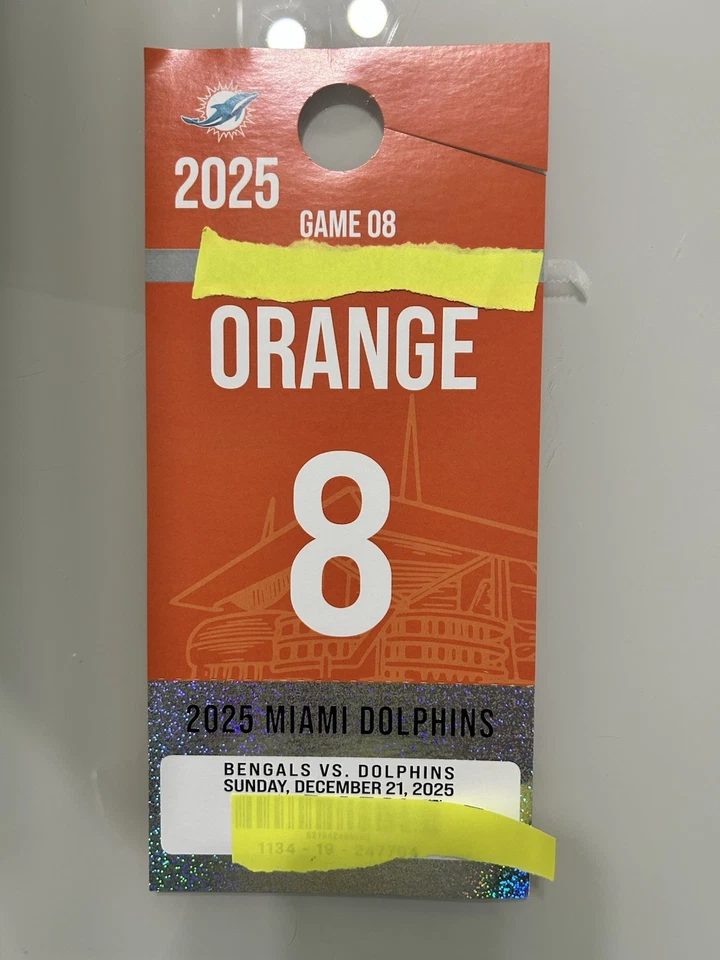 2025
GAME 08
ORANGE
8
2025 MIAMI DOLPHINS
BENGALS VS. DOLPHINS
SUNDAY, DECEMBER 21, 2025